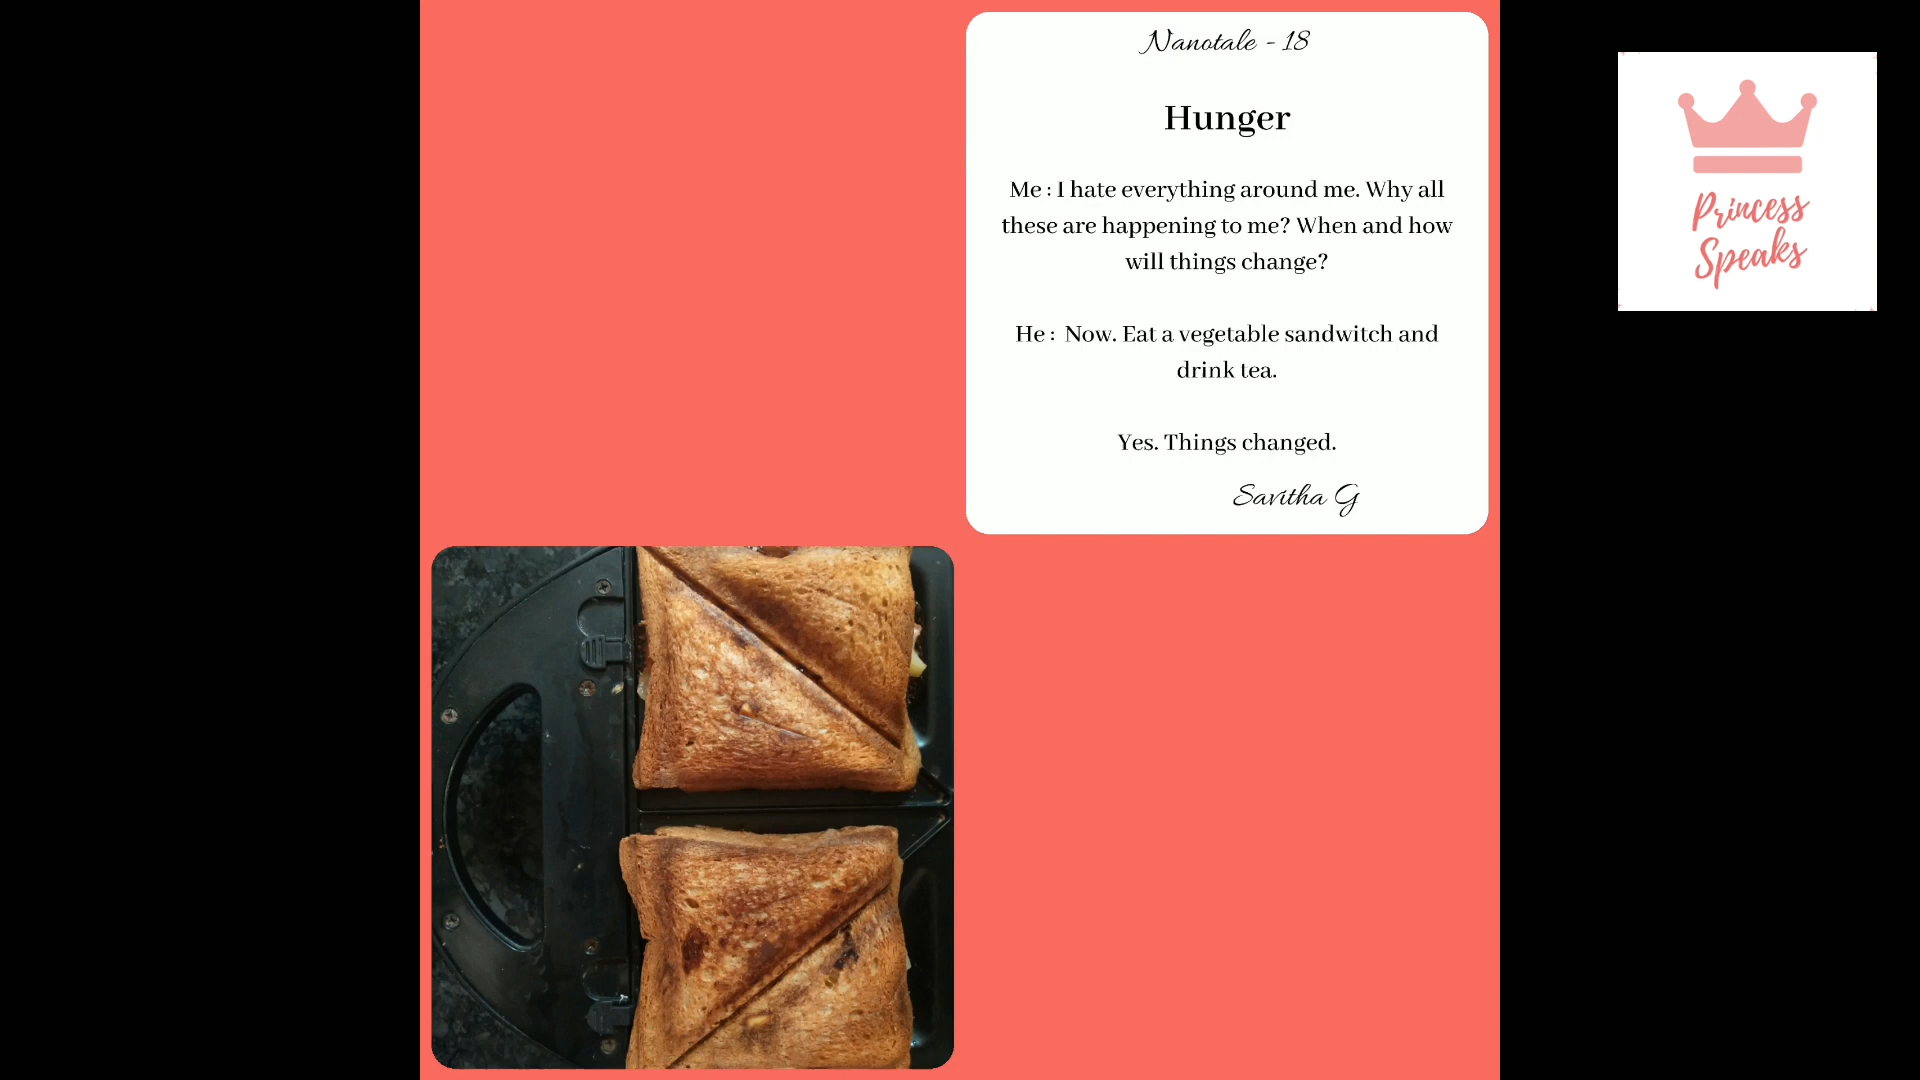 Nanotale - 18
Hunger
Me : I hate everything around me. Why all
these are happening to me? When and how
will things change?
He : Now. Eat a vegetable sandwitch and
drink tea.
Yes. Things changed.
Savitha G
Princess
Speaks